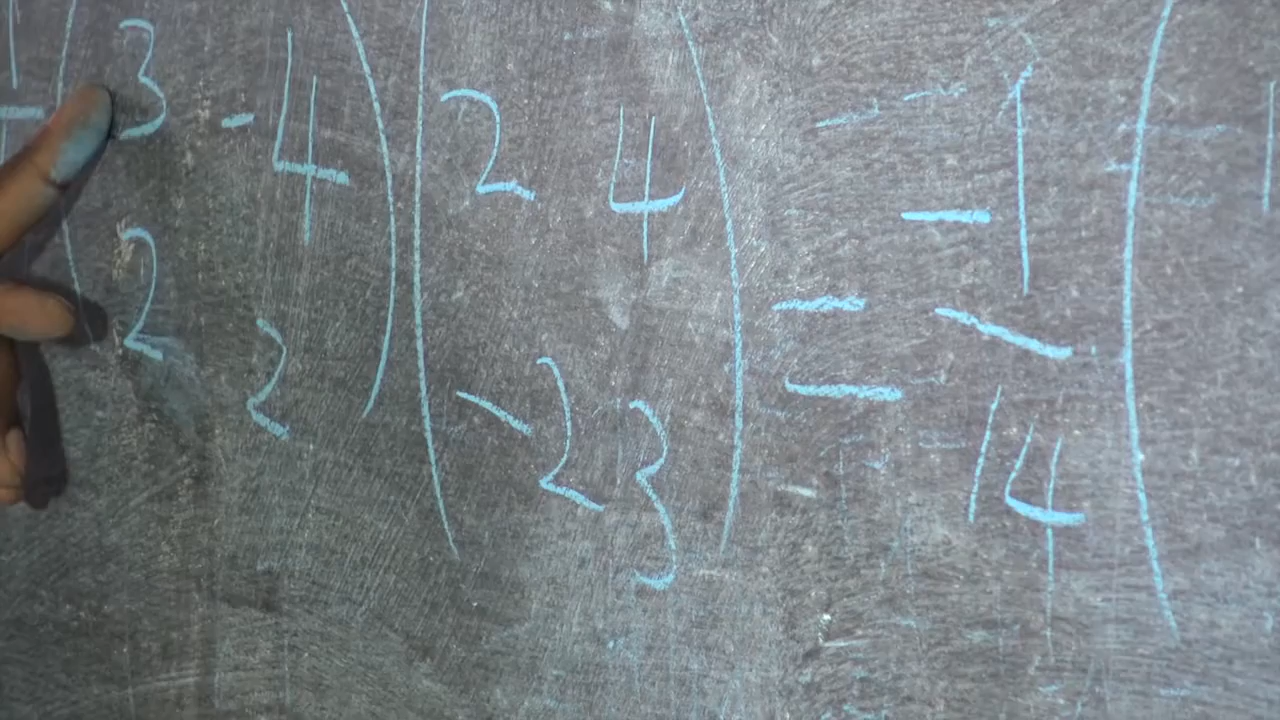 (3 -4) (2 4) = -1/14 (
2 2 -2 3